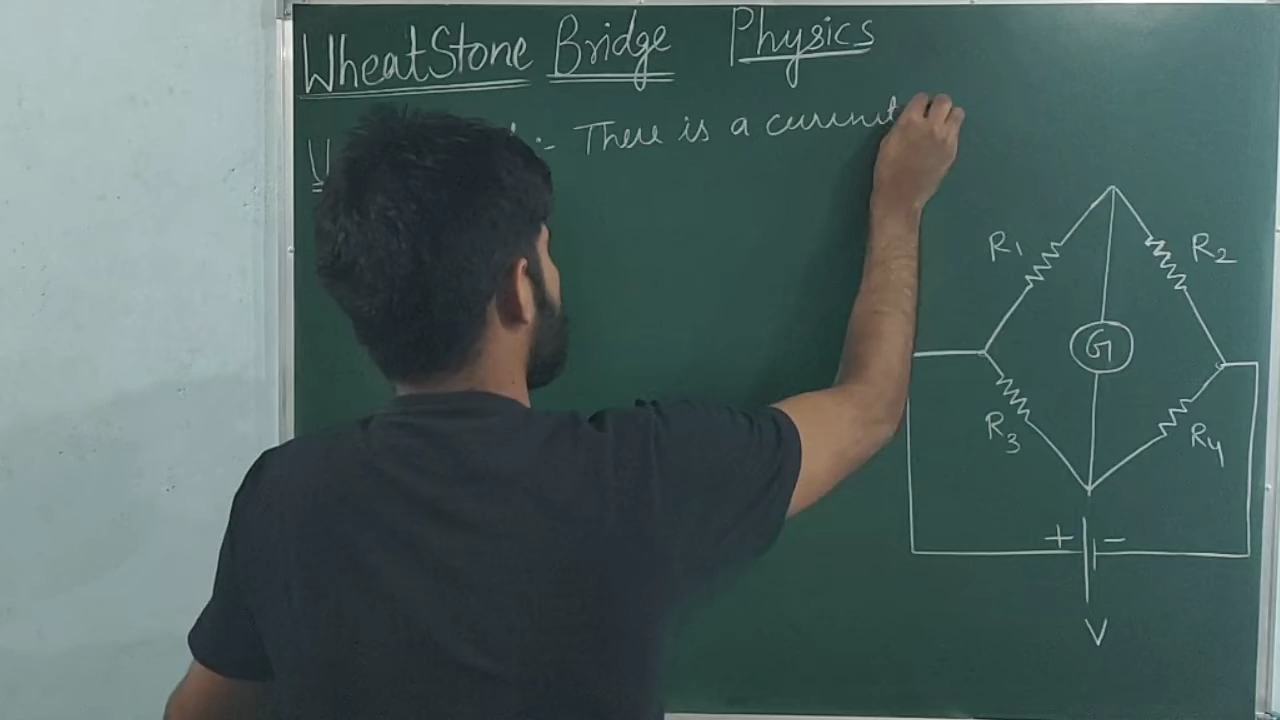 WheatStone Bridge Physics
:- There is a current
R1
R2
G
R3
R4
+ -
V